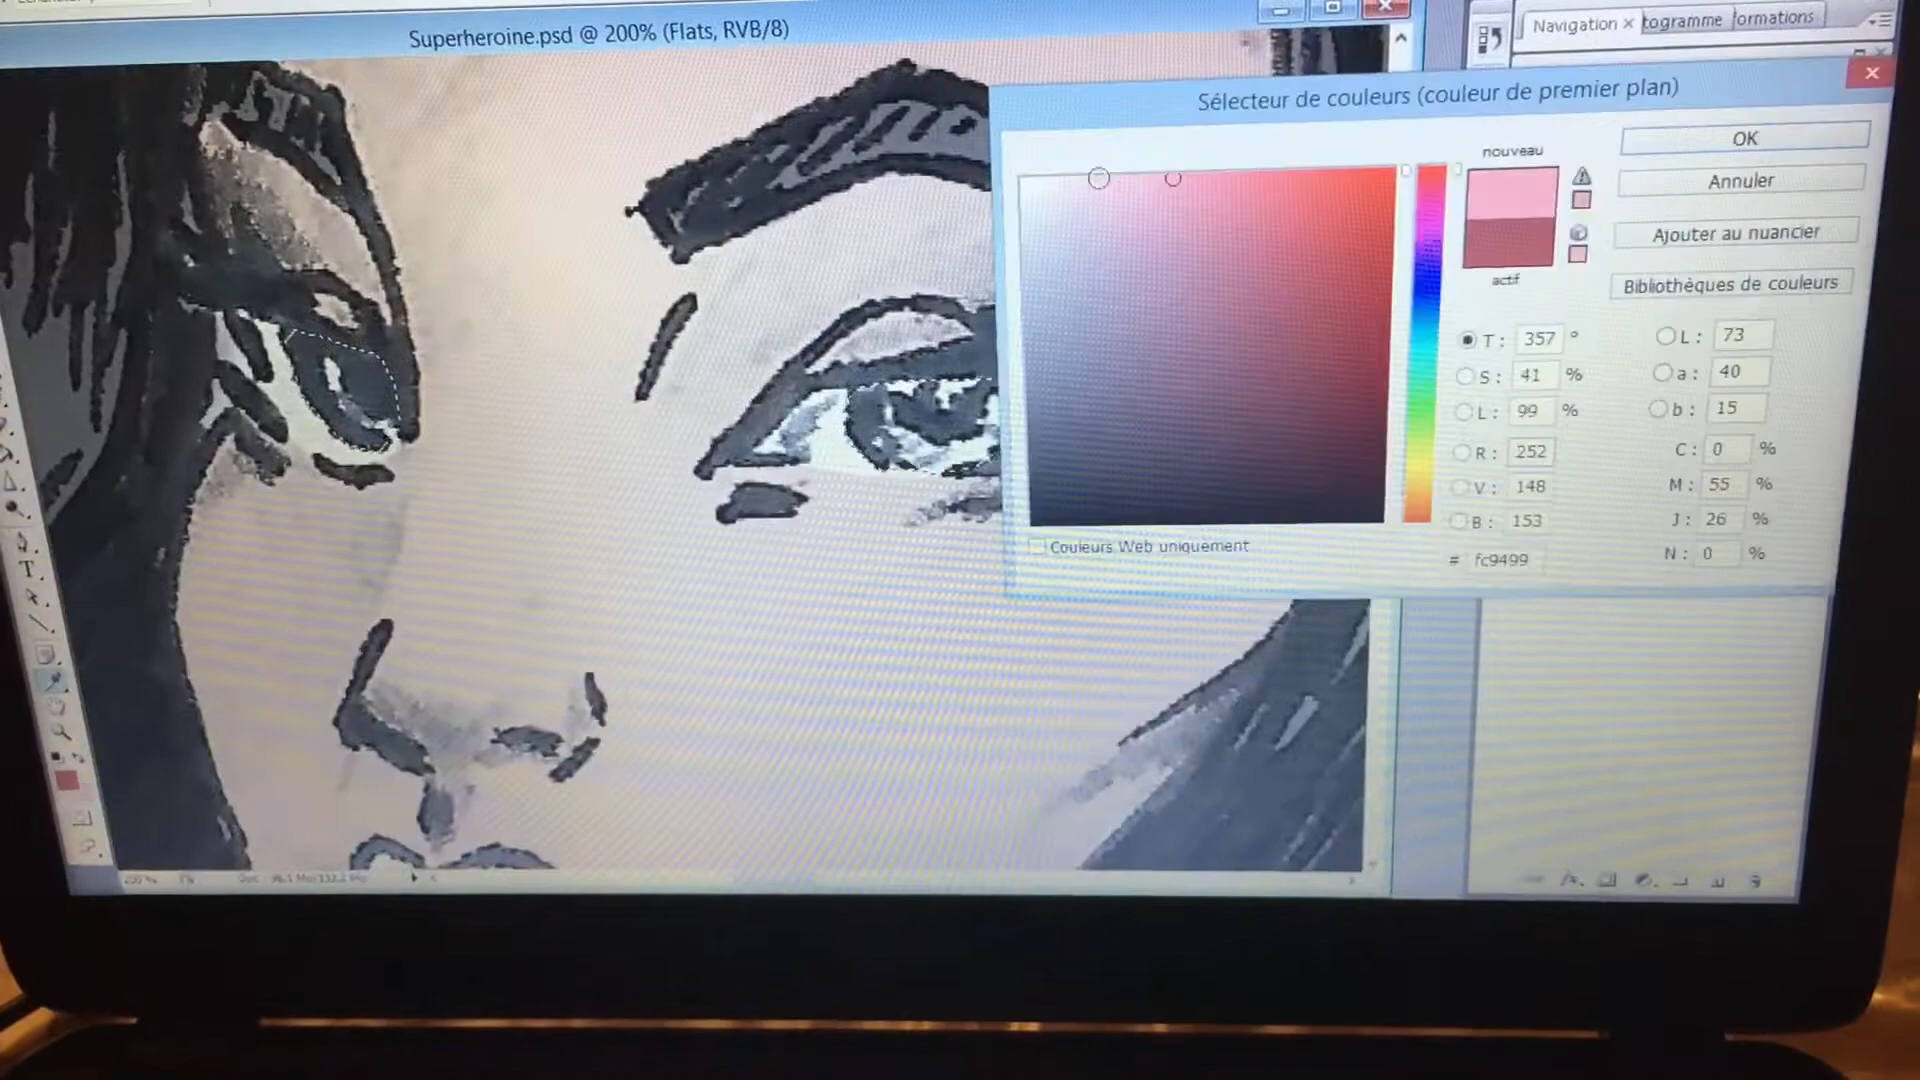 Superheroine.psd @ 200% (Flats, RVB/8)
Navigation × togramme formations
Sélecteur de couleurs (couleur de premier plan)
nouveau
actif
OK
Annuler
Ajouter au nuancier
Bibliothèques de couleurs
T : 357 °
S : 41 %
L : 99 %
R : 252
V : 148
B : 153
# fc9499
L : 73
a : 40
b : 15
C : 0 %
M : 55 %
J : 26 %
N : 0 %
Couleurs Web uniquement
T